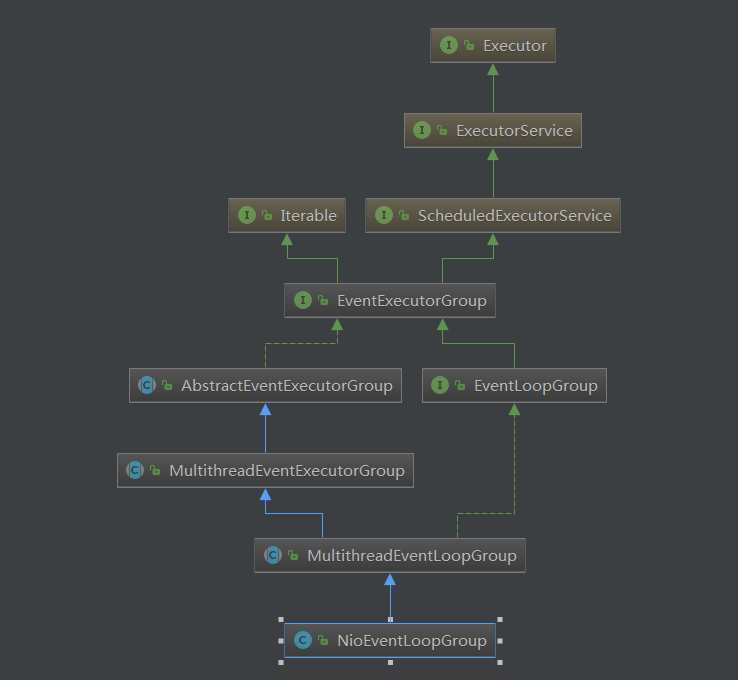 I Executor
I ExecutorService
I Iterable
I ScheduledExecutorService
I EventExecutorGroup
C AbstractEventExecutorGroup
I EventLoopGroup
C MultithreadEventExecutorGroup
C MultithreadEventLoopGroup
C NioEventLoopGroup